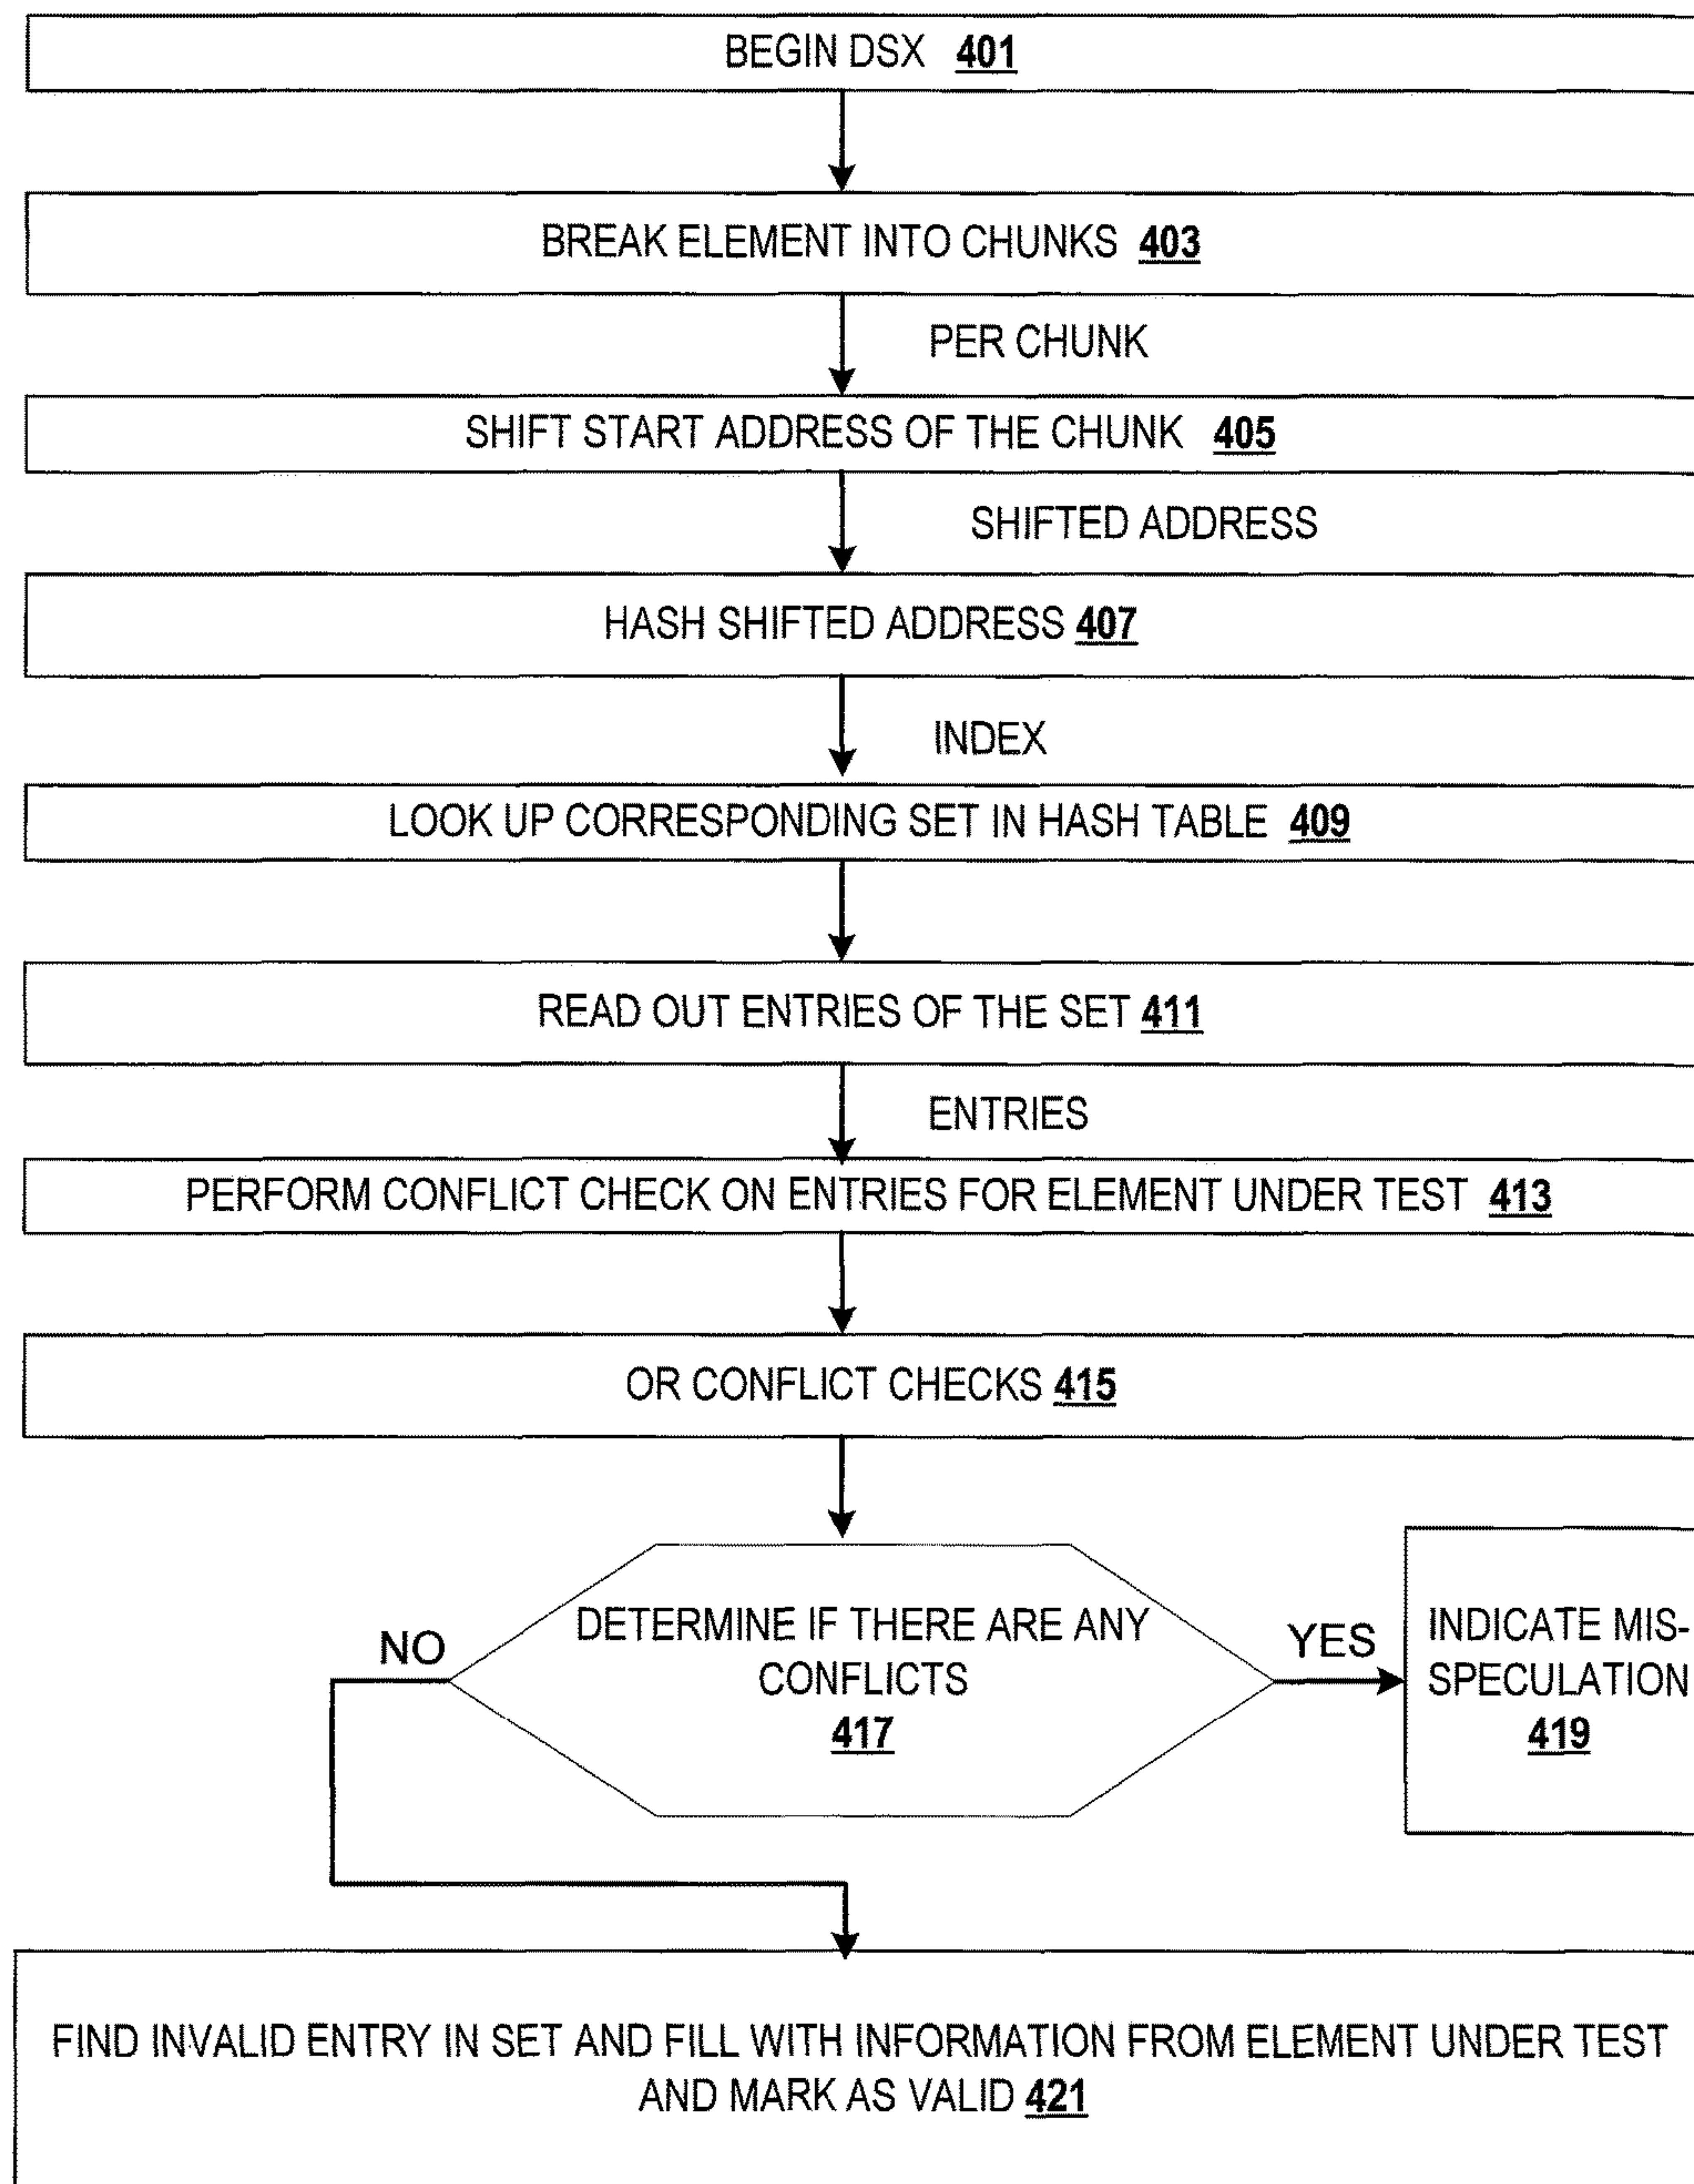 BEGIN DSX 401
BREAK ELEMENT INTO CHUNKS 403
PER CHUNK
SHIFT START ADDRESS OF THE CHUNK 405
SHIFTED ADDRESS
HASH SHIFTED ADDRESS 407
INDEX
LOOK UP CORRESPONDING SET IN HASH TABLE 409
READ OUT ENTRIES OF THE SET 411
ENTRIES
PERFORM CONFLICT CHECK ON ENTRIES FOR ELEMENT UNDER TEST 413
OR CONFLICT CHECKS 415
NO
DETERMINE IF THERE ARE ANY
CONFLICTS
417
YES
INDICATE MIS-
SPECULATION
419
FIND INVALID ENTRY IN SET AND FILL WITH INFORMATION FROM ELEMENT UNDER TEST
AND MARK AS VALID 421